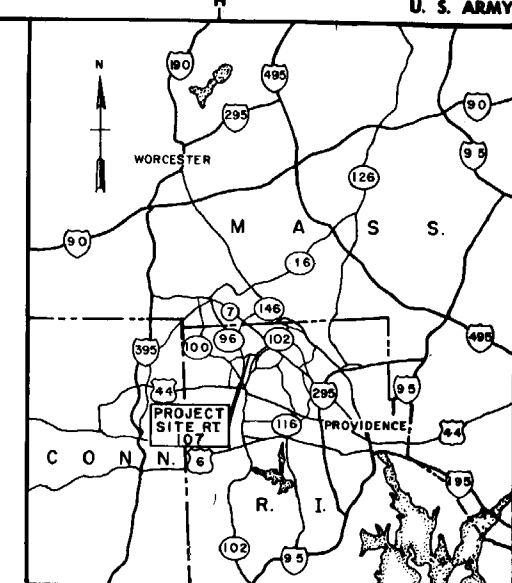 U. S. ARMY
190
495
N
295
90
WORCESTER
95
126
M A S S.
90
16
7
146
100
96
102
395
495
44
295
95
PROJECT
SITE RT.
107
116
PROVIDENCE
44
C O N N.
6
195
R. I.
102
95